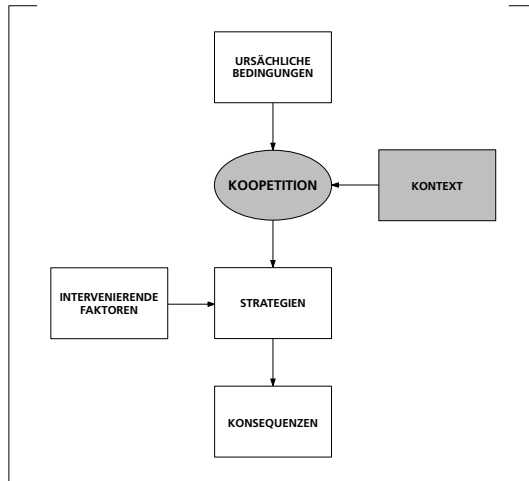 URSÄCHLICHE
BEDINGUNGEN
KOOPETITION
KONTEXT
INTERVENIERENDE
FAKTOREN
STRATEGIEN
KONSEQUENZEN